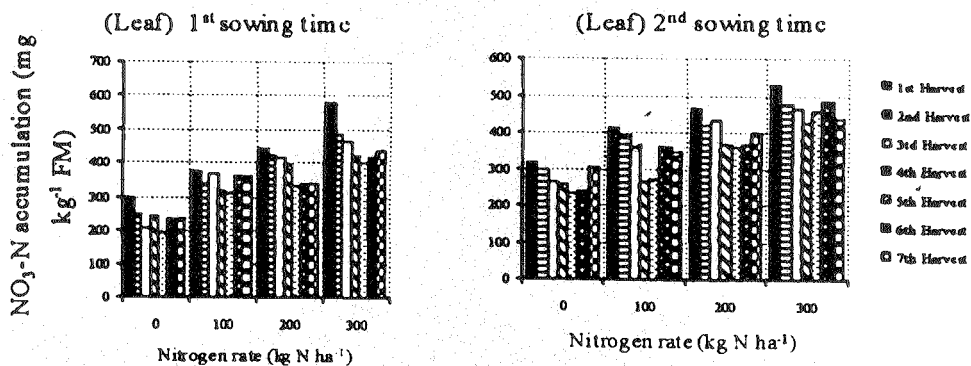 (Leaf) 1st sowing time
NO3-N accumulation (mg
kg-1 FM)
700
600
500
400
300
200
100
0
0 100 200 300
Nitrogen rate (kg N ha-1)
(Leaf) 2nd sowing time
600
500
400
300
200
100
0
0 100 200 300
Nitrogen rate (kg N ha-1)
1st Harvest
2nd Harvest
3rd Harvest
4th Harvest
5th Harvest
6th Harvest
7th Harvest